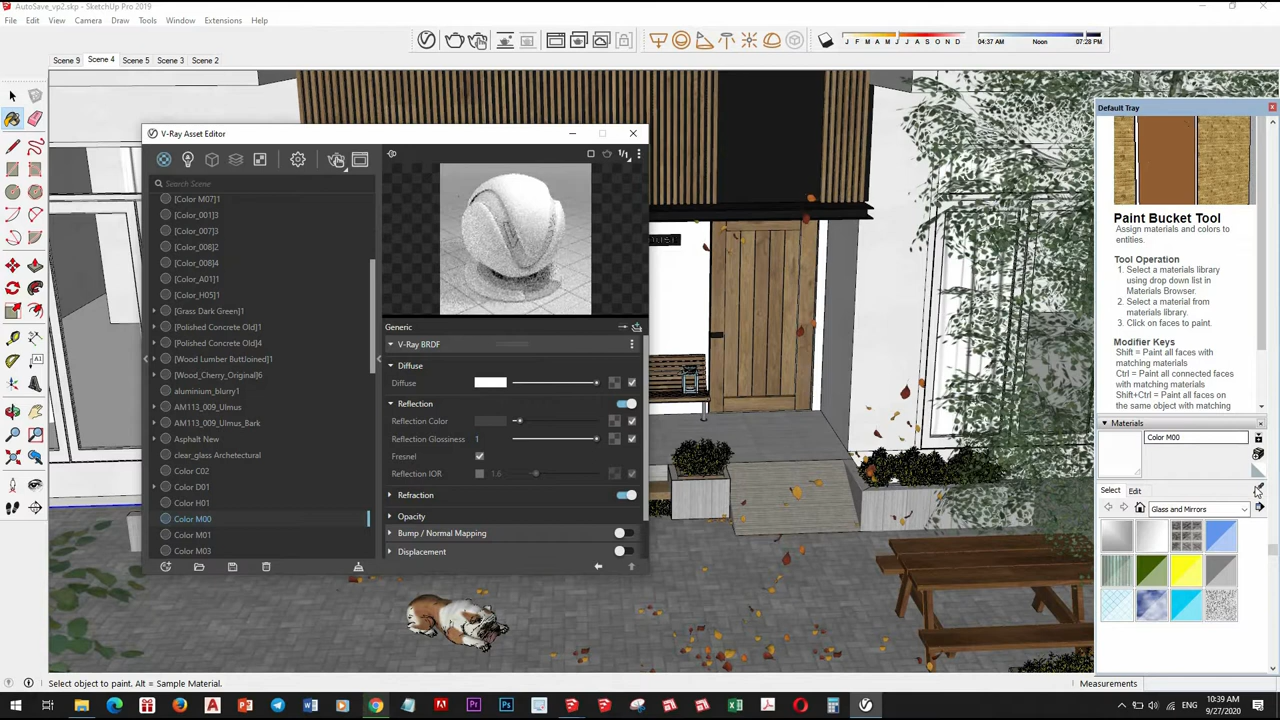 AutoSave_vp2.skp - SketchUp Pro 2019
File Edit View Camera Draw Tools Window Extensions Help
J F M A M J J A S O N D
04:37 AM Noon 07:28 PM
Scene 9 Scene 4 Scene 5 Scene 3 Scene 2
V-Ray Asset Editor
1/1
Search Scene
[Color M07]1
[Color_001]3
[Color_007]3
[Color_008]2
[Color_008]4
[Color_A01]1
[Color_H05]1
[Grass Dark Green]1
[Polished Concrete Old]1
[Polished Concrete Old]4
[Wood Lumber ButtJoined]1
[Wood_Cherry_Original]6
aluminium_blurry1
AM113_009_Ulmus
AM113_009_Ulmus_Bark
Asphalt New
clear_glass Archetectural
Color C02
Color D01
Color H01
Color M00
Color M01
Color M03
Generic
V-Ray BRDF
Diffuse
Diffuse
Reflection
Reflection Color
Reflection Glossiness 1
Fresnel
Reflection IOR 1.6
Refraction
Opacity
Bump / Normal Mapping
Displacement
Default Tray
Paint Bucket Tool
Assign materials and colors to
entities.
Tool Operation
1. Select a materials library
using drop down list in
Materials Browser.
2. Select a material from
materials library.
3. Click on faces to paint.
Modifier Keys
Shift = Paint all faces with
matching materials
Ctrl = Paint all connected faces
with matching materials
Shift+Ctrl = Paint all faces on
the same object with matching
Materials
Color M00
Select Edit
Glass and Mirrors
Select object to paint. Alt = Sample Material.
Measurements
10:39 AM
9/27/2020